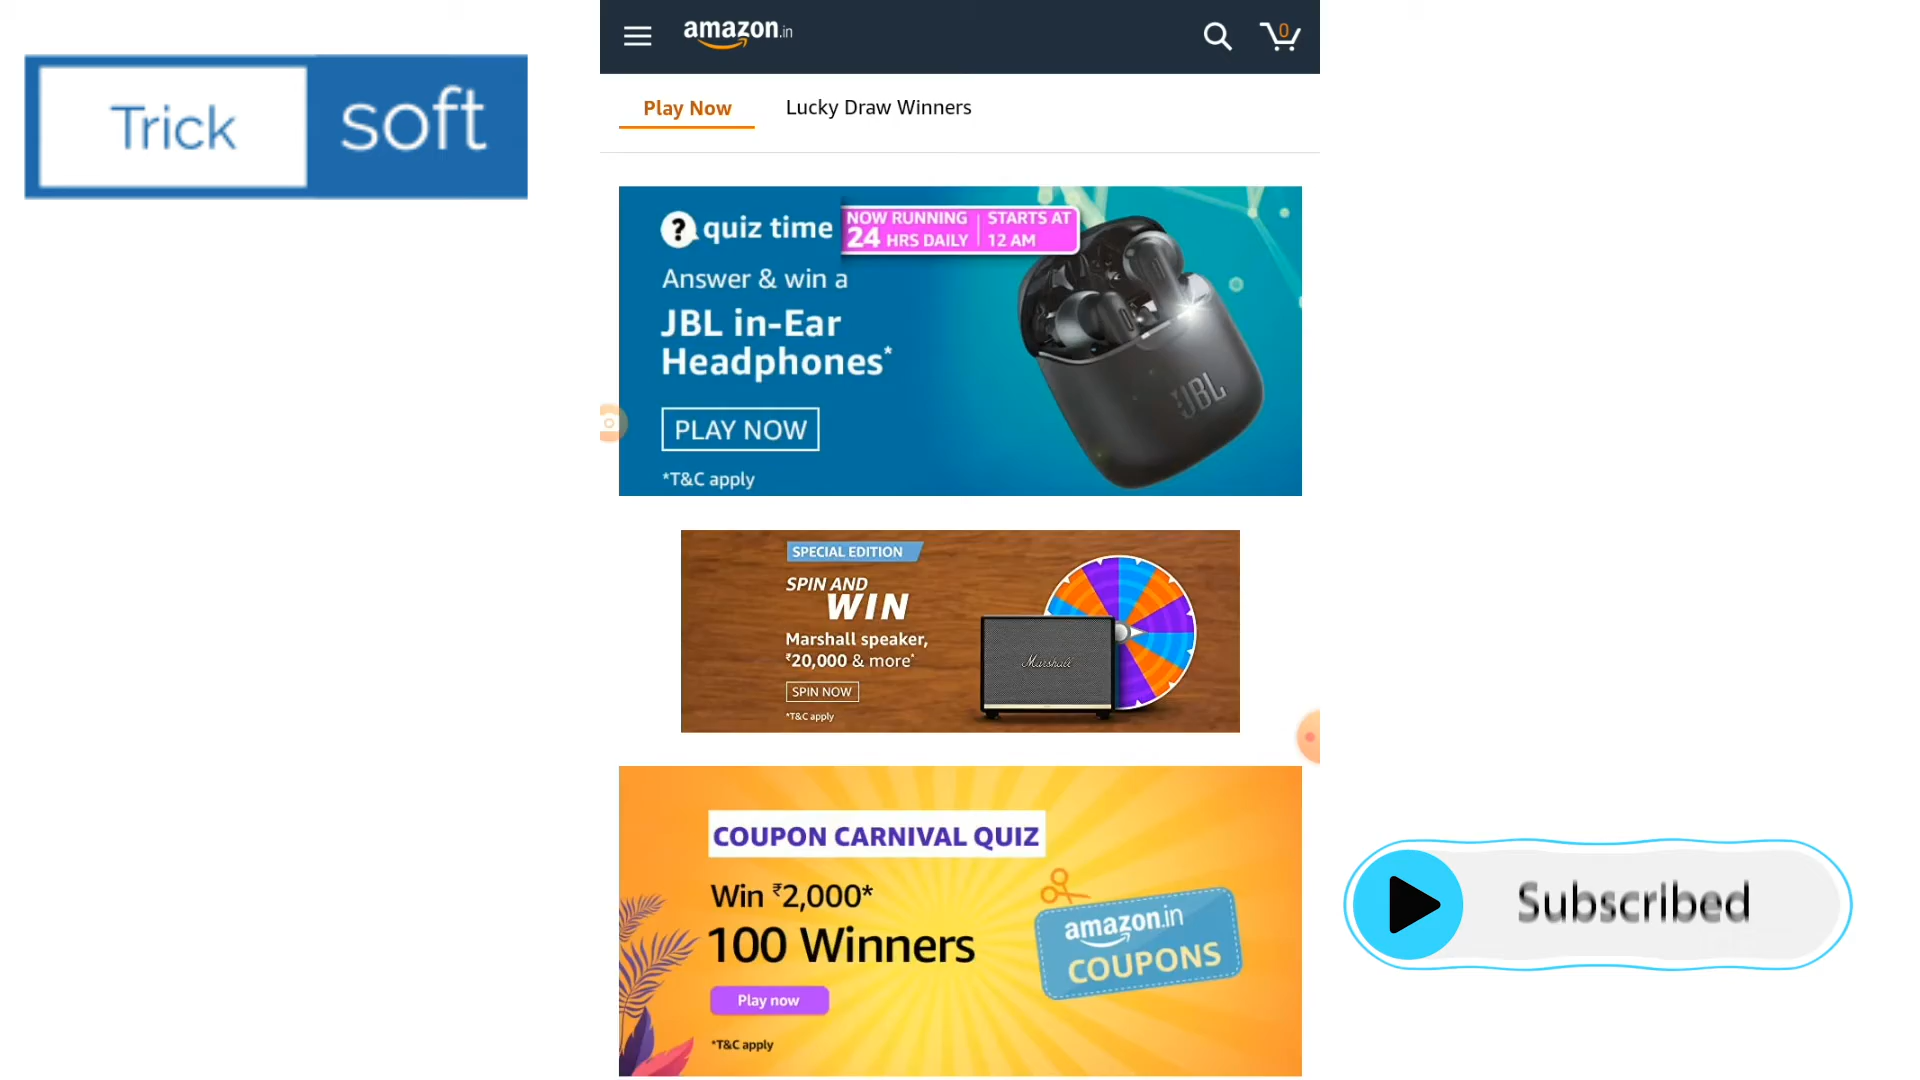 Trick soft
amazon.in
0
Play Now
Lucky Draw Winners
? quiz time
NOW RUNNING
24 HRS DAILY
STARTS AT
12 AM
Answer & win a
JBL in-Ear
Headphones*
PLAY NOW
*T&C apply
JBL
SPECIAL EDITION
SPIN AND
WIN
Marshall speaker,
₹20,000 & more*
SPIN NOW
*T&C apply
Marshall
COUPON CARNIVAL QUIZ
Win ₹2,000*
100 Winners
Play now
*T&C apply
amazon.in
COUPONS
Subscribed